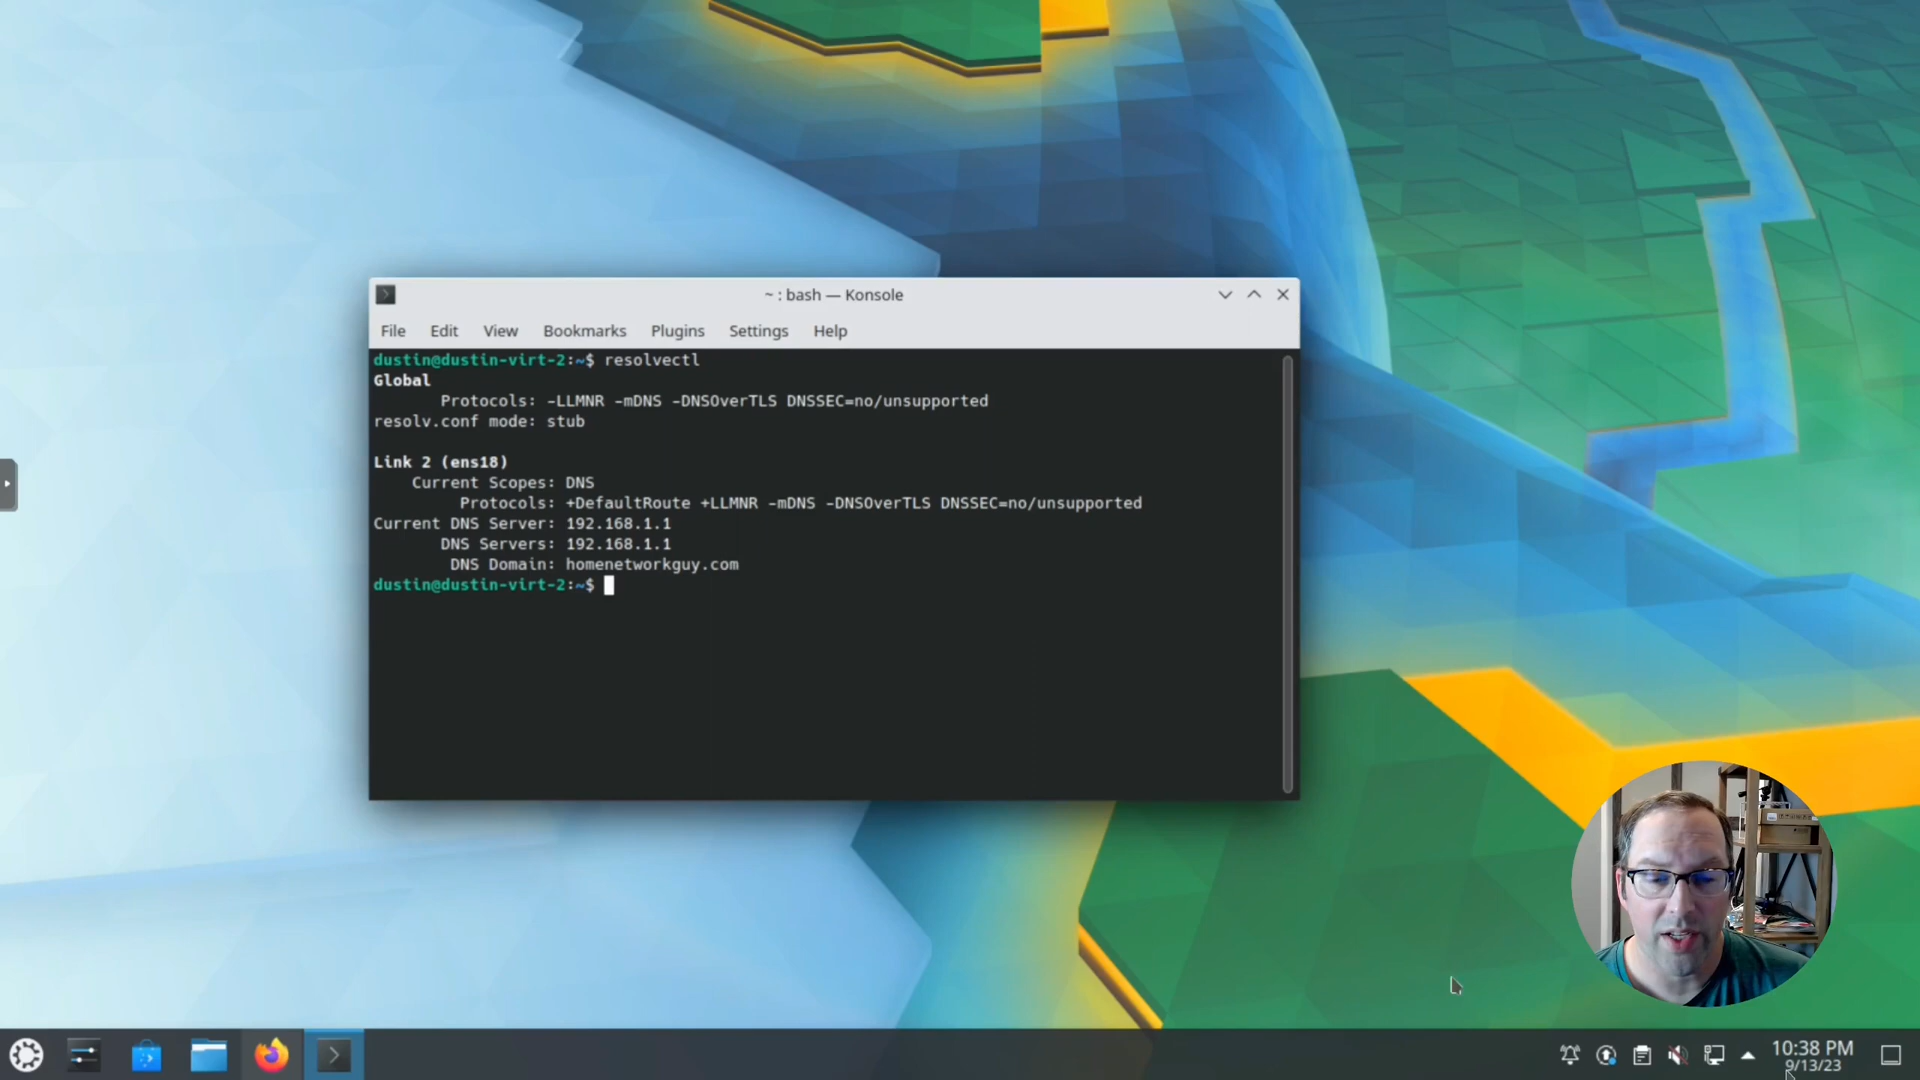 ~ : bash — Konsole
File Edit View Bookmarks Plugins Settings Help
dustin@dustin-virt-2:~$ resolvectl
Global
Protocols: -LLMNR -mDNS -DNSOverTLS DNSSEC=no/unsupported
resolv.conf mode: stub
Link 2 (ens18)
Current Scopes: DNS
Protocols: +DefaultRoute +LLMNR -mDNS -DNSOverTLS DNSSEC=no/unsupported
Current DNS Server: 192.168.1.1
DNS Servers: 192.168.1.1
DNS Domain: homenetworkguy.com
dustin@dustin-virt-2:~$
10:38 PM
9/13/23